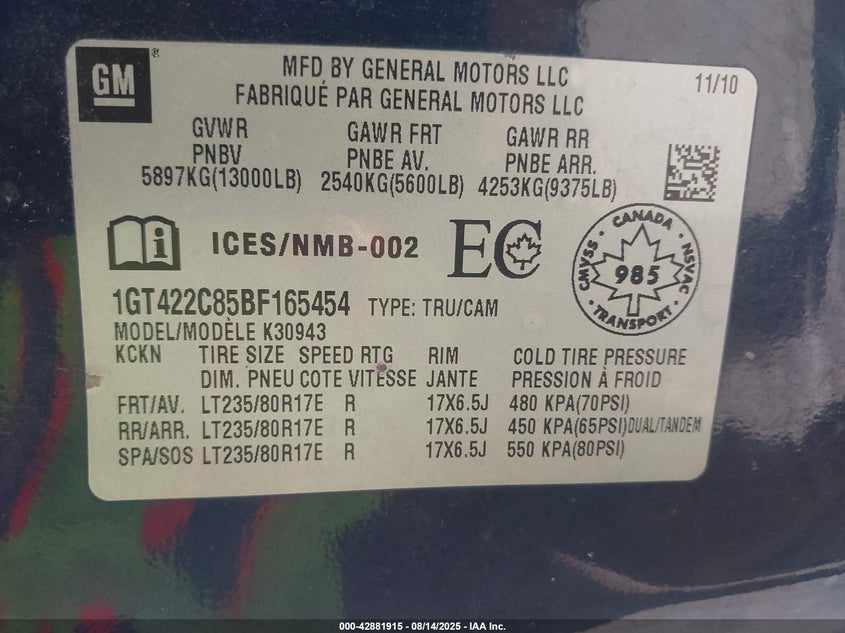 GM
®
MFD BY GENERAL MOTORS LLC
FABRIQUÉ PAR GENERAL MOTORS LLC
11/10
GVWR GAWR FRT GAWR RR
PNBV PNBE AV. PNBE ARR.
5897KG(13000LB) 2540KG(5600LB) 4253KG(9375LB)
i ICES/NMB-002 EC
CANADA
CMVSS 985 NSVAC
TRANSPORT
1GT422C85BF165454 TYPE: TRU/CAM
MODEL/MODÈLE K30943
KCKN TIRE SIZE SPEED RTG RIM COLD TIRE PRESSURE
DIM. PNEU COTE VITESSE JANTE PRESSION À FROID
FRT/AV. LT235/80R17E R 17X6.5J 480 KPA(70PSI)
RR/ARR. LT235/80R17E R 17X6.5J 450 KPA(65PSI)DUAL/TANDEM
SPA/SOS LT235/80R17E R 17X6.5J 550 KPA(80PSI)
000-42881915 - 08/14/2025 - IAA Inc.